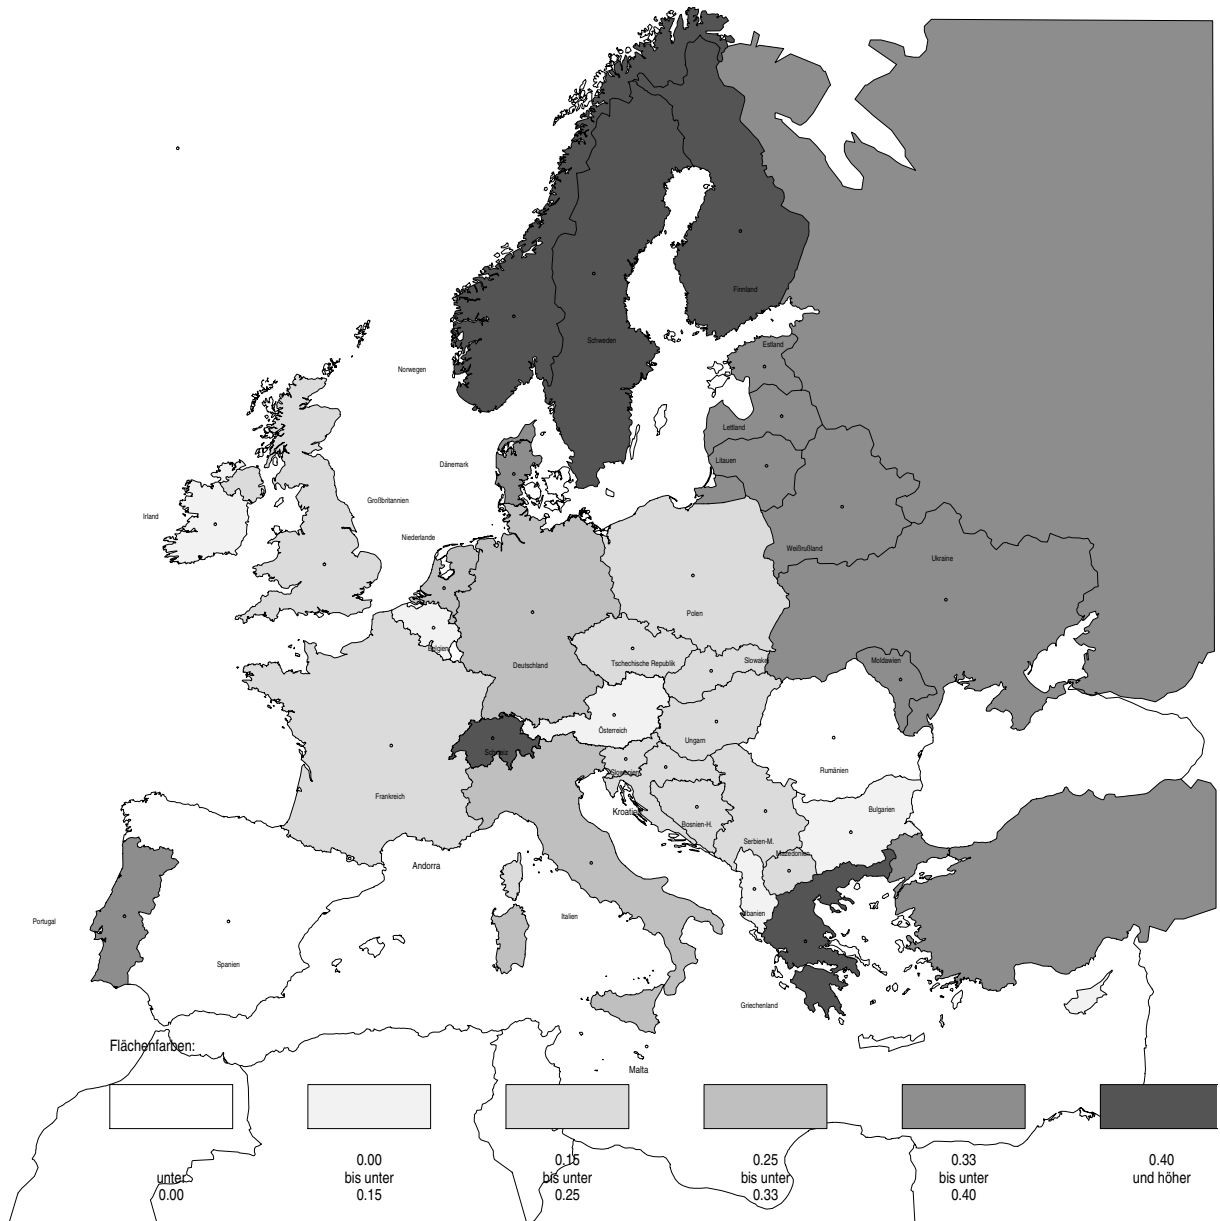 Finnland
Schweden
Estland
Norwegen
Lettland
Litauen
Dänemark
Großbritannien
Irland
Niederlande
Weißrußland
Ukraine
Polen
Belgien
Deutschland
Tschechische Republik
Slowakei
Moldawien
Österreich
Ungarn
Schweiz
Slowenien
Rumänien
Frankreich
Kroatien
Bosnien-H.
Bulgarien
Serbien-M.
Mazedonien
Andorra
Albanien
Italien
Portugal
Spanien
Griechenland
Flächenfarben:
Malta
unter
0.00
0.00
bis unter
0.15
0.15
bis unter
0.25
0.25
bis unter
0.33
0.33
bis unter
0.40
0.40
und höher